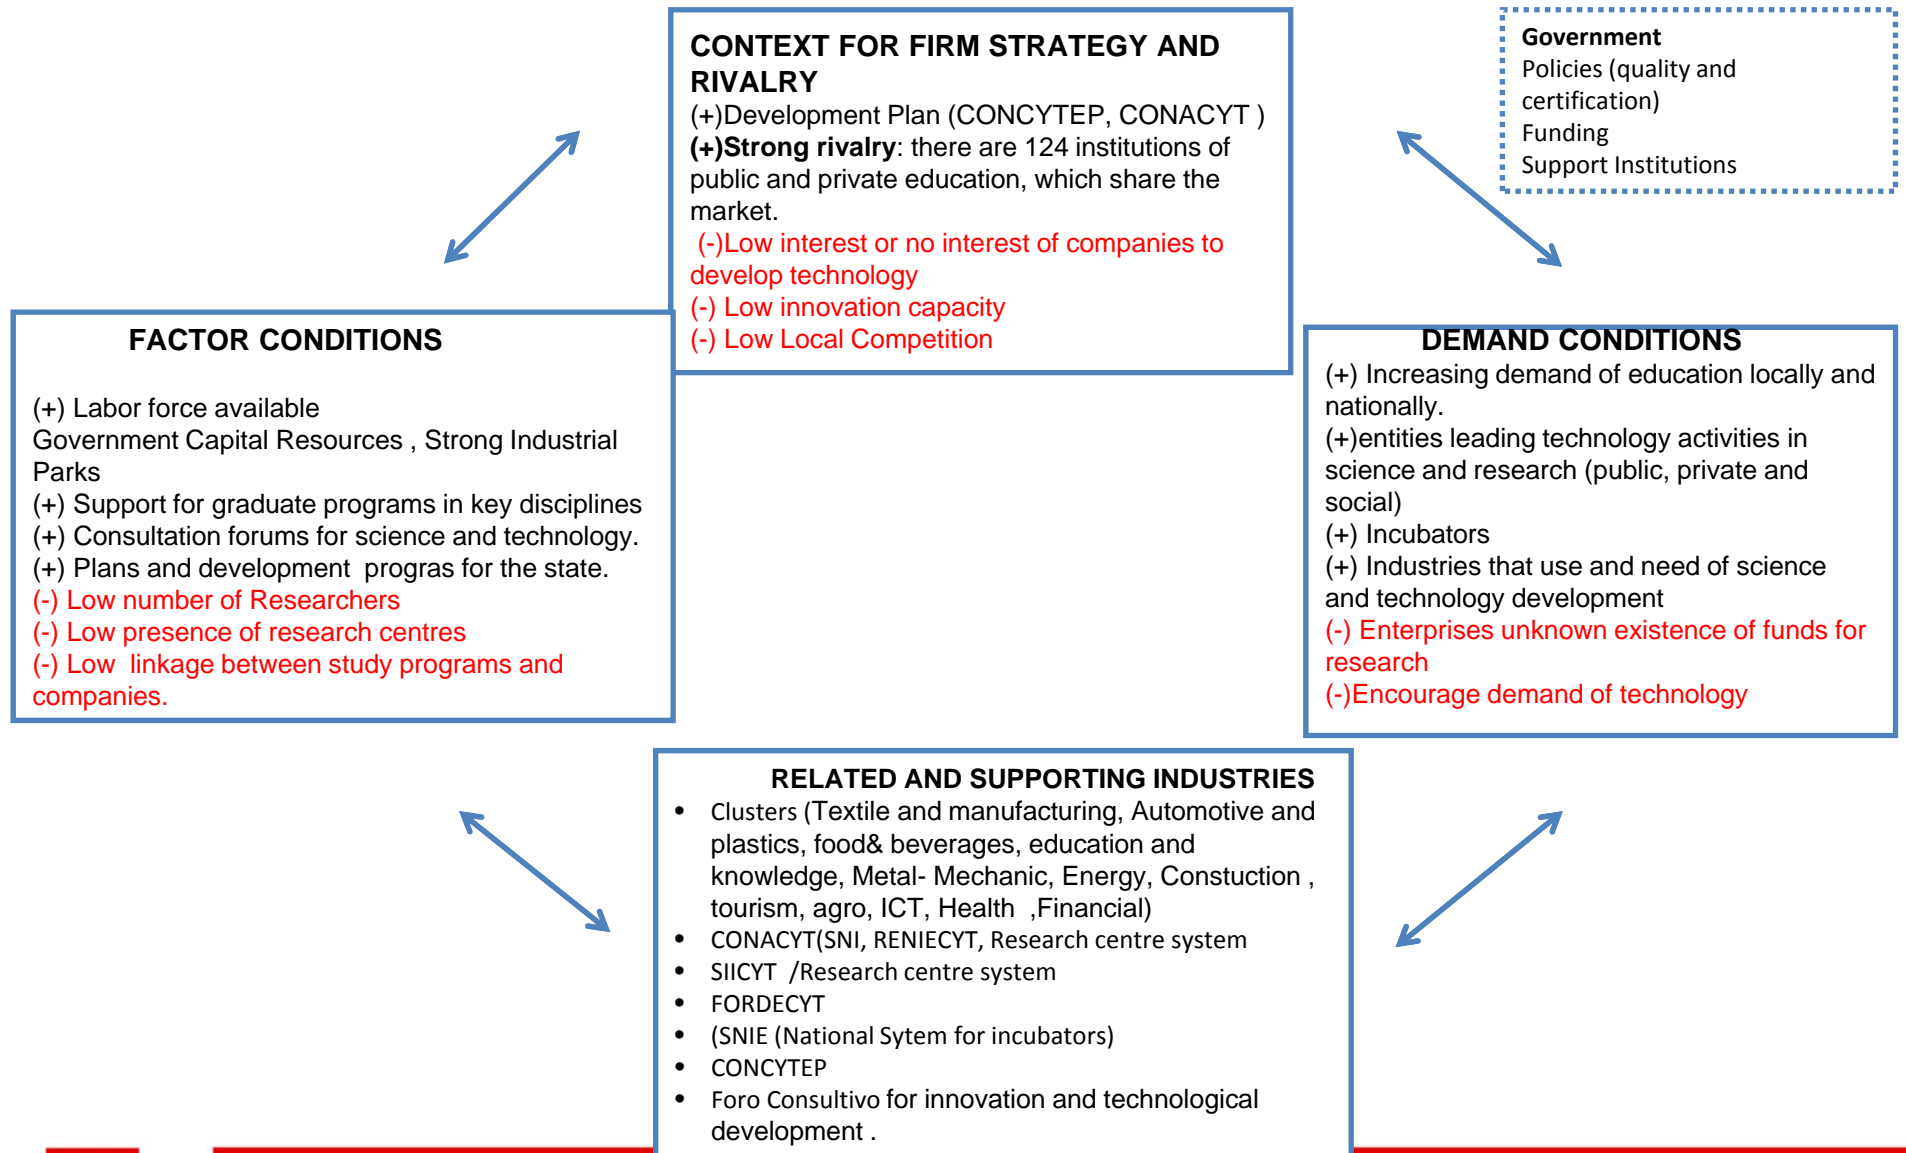 CONTEXT FOR FIRM STRATEGY AND
RIVALRY
(+)Development Plan (CONCYTEP, CONACYT )
(+)Strong rivalry: there are 124 institutions of
public and private education, which share the
market.
(-)Low interest or no interest of companies to
develop technology
(-) Low innovation capacity
(-) Low Local Competition
Government
Policies (quality and
certification)
Funding
Support Institutions
FACTOR CONDITIONS
(+) Labor force available
Government Capital Resources , Strong Industrial
Parks
(+) Support for graduate programs in key disciplines
(+) Consultation forums for science and technology.
(+) Plans and development progras for the state.
(-) Low number of Researchers
(-) Low presence of research centres
(-) Low linkage between study programs and
companies.
DEMAND CONDITIONS
(+) Increasing demand of education locally and
nationally.
(+)entities leading technology activities in
science and research (public, private and
social)
(+) Incubators
(+) Industries that use and need of science
and technology development
(-) Enterprises unknown existence of funds for
research
(-)Encourage demand of technology
RELATED AND SUPPORTING INDUSTRIES
• Clusters (Textile and manufacturing, Automotive and
plastics, food& beverages, education and
knowledge, Metal- Mechanic, Energy, Constuction ,
tourism, agro, ICT, Health ,Financial)
• CONACYT(SNI, RENIECYT, Research centre system
• SIICYT /Research centre system
• FORDECYT
• (SNIE (National Sytem for incubators)
• CONCYTEP
• Foro Consultivo for innovation and technological
development .